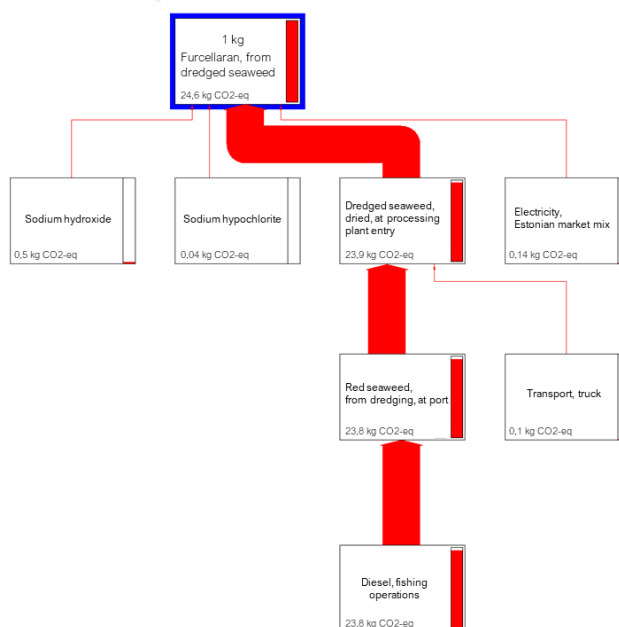 1 kg
Furcellaran, from
dredged seaweed
24,6 kg CO2-eq
Sodium hydroxide
0,5 kg CO2-eq
Sodium hypochlorite
0,04 kg CO2-eq
Dredged seaweed,
dried, at processing
plant entry
23,9 kg CO2-eq
Electricity,
Estonian market mix
0,14 kg CO2-eq
Red seaweed,
from dredging, at port
23,8 kg CO2-eq
Transport, truck
0,1 kg CO2-eq
Diesel, fishing
operations
23,8 kg CO2-eq